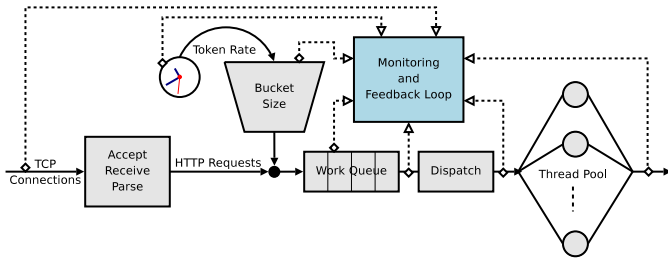 Token Rate
Monitoring
and
Feedback Loop
Bucket
Size
TCP
Connections
Accept
Receive
Parse
HTTP Requests
Work Queue
Dispatch
Thread Pool